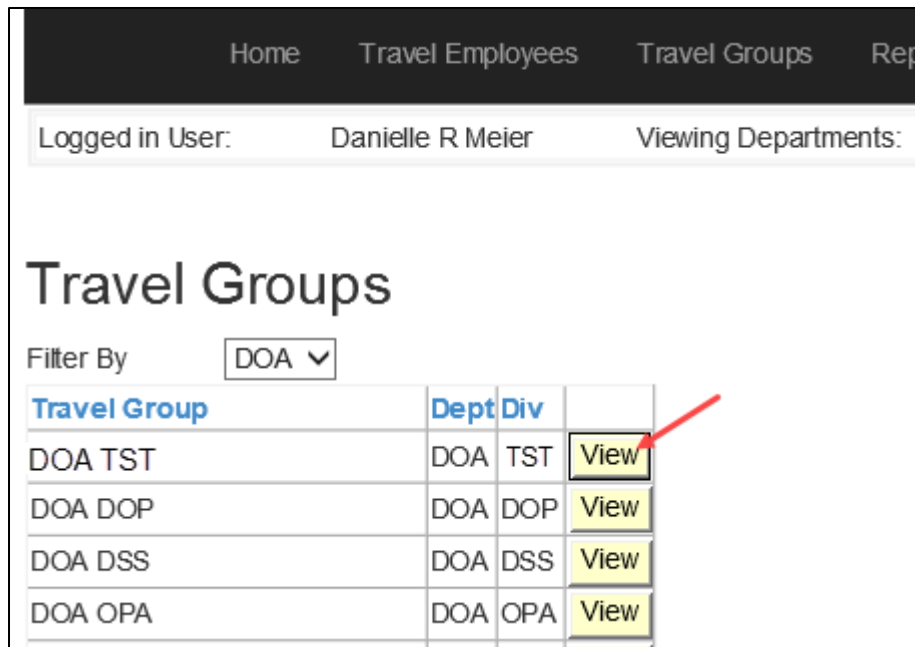 Home Travel Employees Travel Groups Rep
Logged in User: Danielle R Meier Viewing Departments:
Travel Groups
Filter By DOA
Travel Group Dept Div
DOA TST DOA TST View
DOA DOP DOA DOP View
DOA DSS DOA DSS View
DOA OPA DOA OPA View